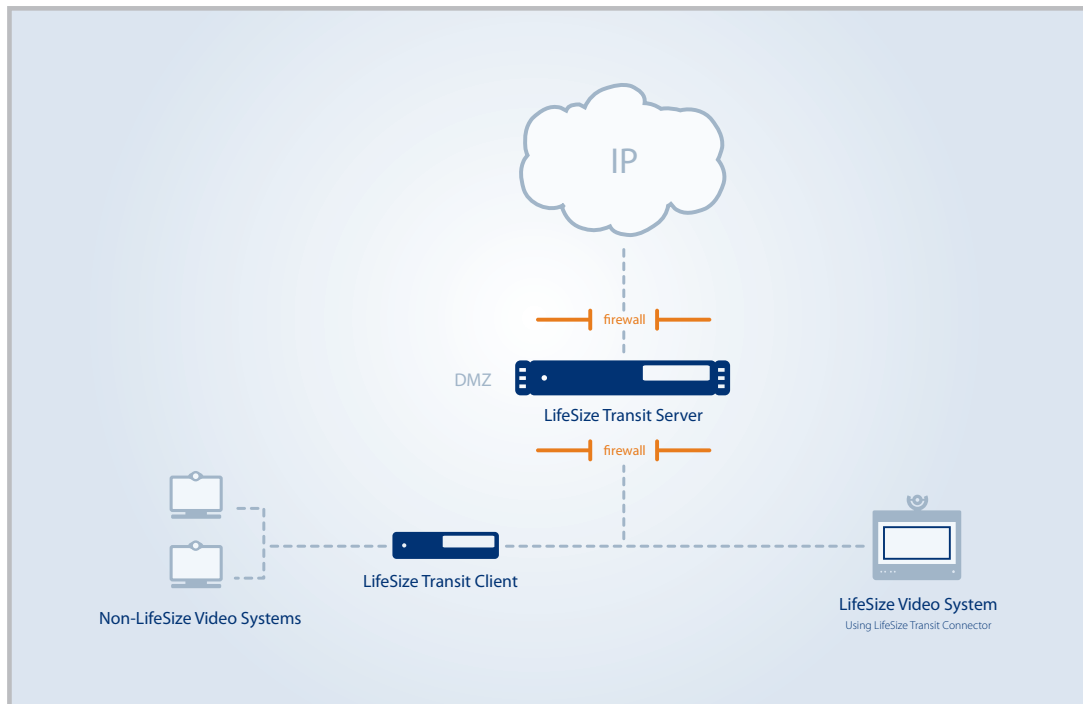 IP
firewall
DMZ
LifeSize Transit Server
firewall
LifeSize Transit Client
Non-LifeSize Video Systems
LifeSize Video System
Using LifeSize Transit Connector